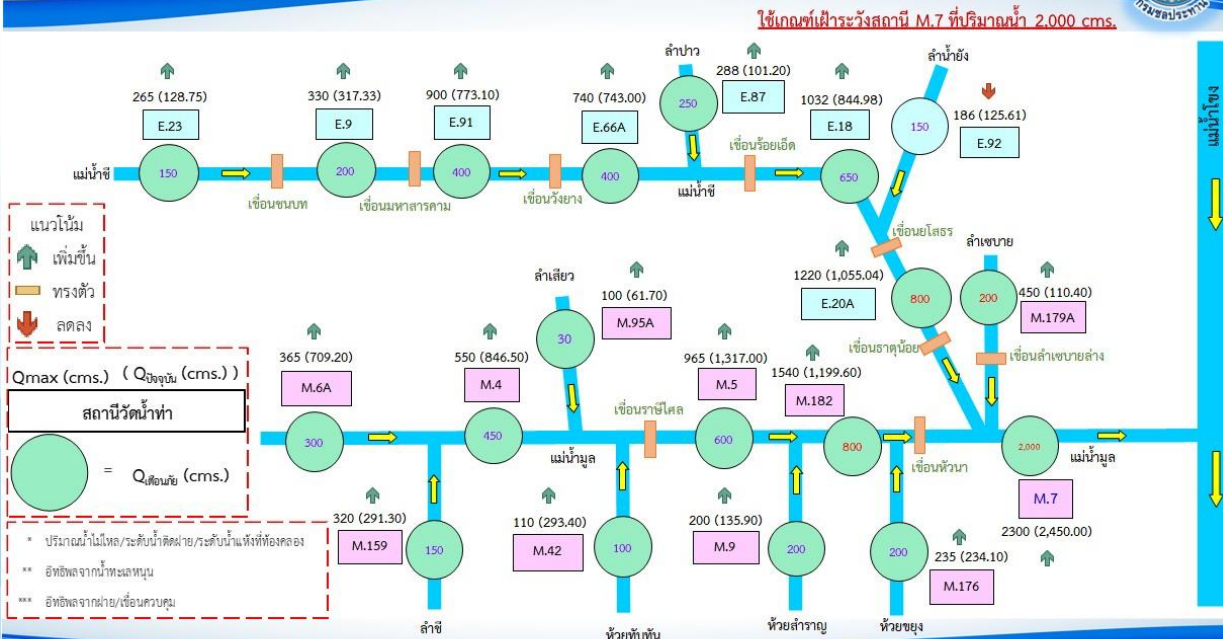 ใช้เกณฑ์เฝ้าระวังสถานี M.7 ที่ปริมาณน้ำ 2,000 cms.
กรมชลประทาน
265 (128.75)
E.23
150
330 (317.33)
E.9
200
900 (773.10)
E.91
400
740 (743.00)
E.66A
400
ลำปาว
250
288 (101.20)
E.87
1032 (844.98)
E.18
650
ลำน้ำยัง
150
186 (125.61)
E.92
แม่น้ำโขง
แม่น้ำชี
เขื่อนชนบท
เขื่อนมหาสารคาม
เขื่อนวังยาง
แม่น้ำชี
เขื่อนร้อยเอ็ด
เขื่อนยโสธร
แนวโน้ม
เพิ่มขึ้น
ทรงตัว
ลดลง
1220 (1,055.04)
E.20A
800
ลำเซบาย
200
450 (110.40)
M.179A
เขื่อนธาตุน้อย
เขื่อนลำเซบายล่าง
ลำเสียว
30
100 (61.70)
M.95A
Qmax (cms.) ( Qปัจจุบัน (cms.) )
สถานีวัดน้ำท่า
= Qเตือนภัย (cms.)
365 (709.20)
M.6A
300
550 (846.50)
M.4
450
เขื่อนราษีไศล
965 (1,317.00)
M.5
600
1540 (1,199.60)
M.182
800
เขื่อนหัวนา
2,000
แม่น้ำมูล
แม่น้ำมูล
M.7
2300 (2,450.00)
320 (291.30)
M.159
150
110 (293.40)
M.42
100
200 (135.90)
M.9
200
200
235 (234.10)
M.176
* ปริมาณน้ำไม่ไหล/ระดับน้ำติดฝาย/ระดับน้ำแห้งที่ท้องคลอง
** อิทธิพลจากน้ำทะเลหนุน
*** อิทธิพลจากฝาย/เขื่อนควบคุม
ลำชี
ห้วยทับทัน
ห้วยสำราญ
ห้วยขยุง